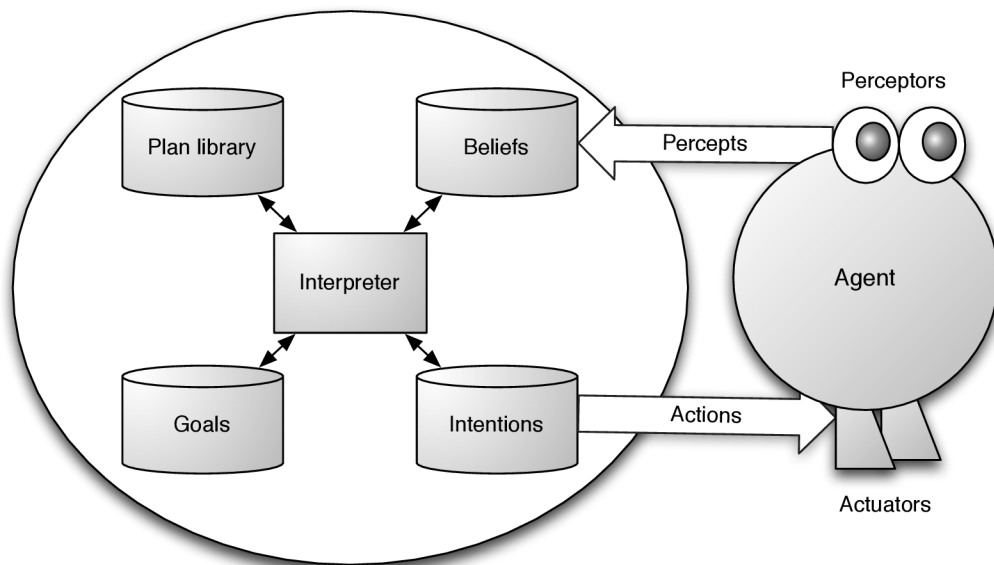 Perceptors
Plan library
Beliefs
Percepts
Interpreter
Agent
Goals
Intentions
Actions
Actuators